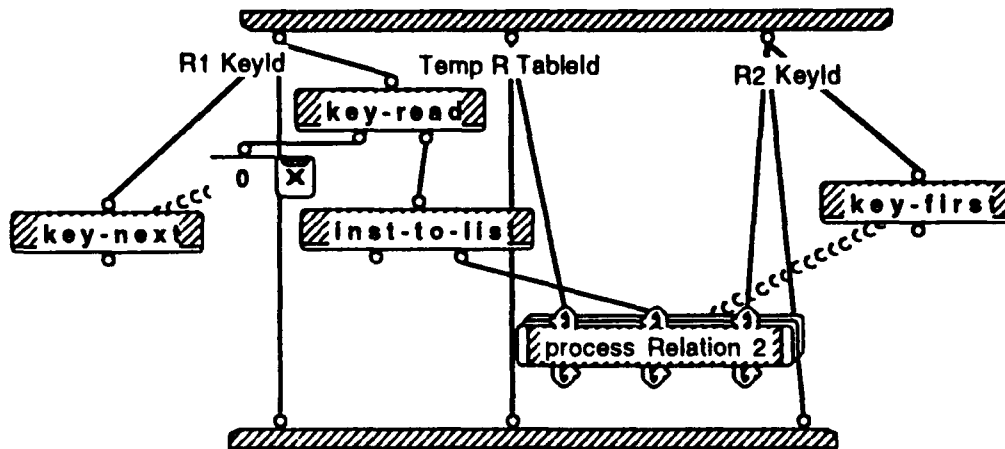 R1 KeyId
Temp R TableId
R2 KeyId
key-read
0
key-next
inst-to-lis
key-first
process Relation 2